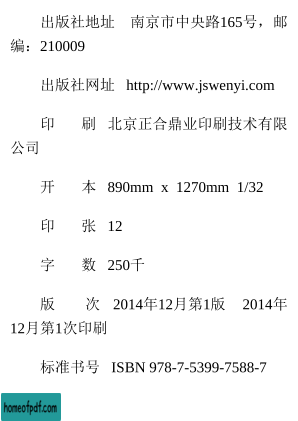 出版社地址 南京市中央路165号，邮
编：210009
出版社网址 http://www.jswenyi.com
印 刷 北京正合鼎业印刷技术有限
公司
开 本 890mm x 1270mm 1/32
印 张 12
字 数 250千
版 次 2014年12月第1版 2014年
12月第1次印刷
标准书号 ISBN 978-7-5399-7588-7
homeofpdf.com